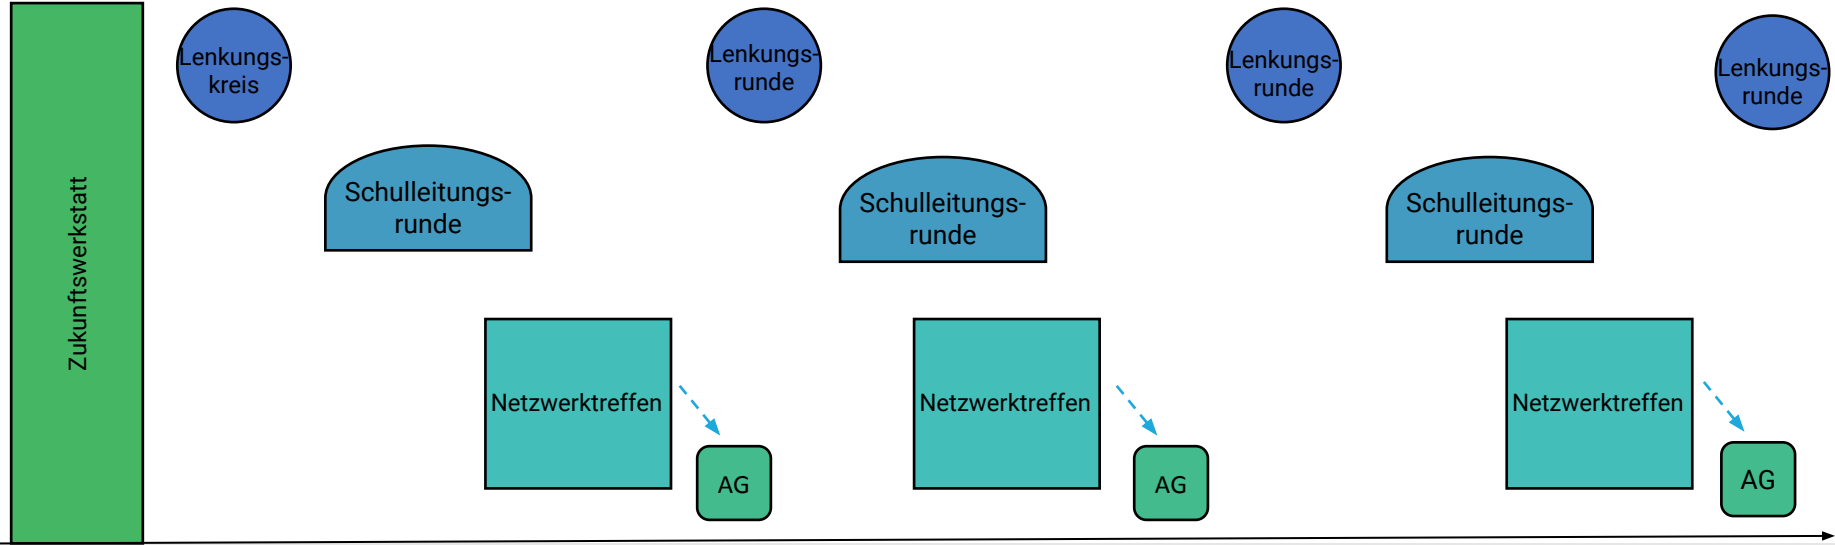 Zukunftswerkstatt
Lenkungs-
kreis
Lenkungs-
runde
Lenkungs-
runde
Lenkungs-
runde
Schulleitungs-
runde
Schulleitungs-
runde
Schulleitungs-
runde
Netzwerktreffen
AG
Netzwerktreffen
AG
Netzwerktreffen
AG